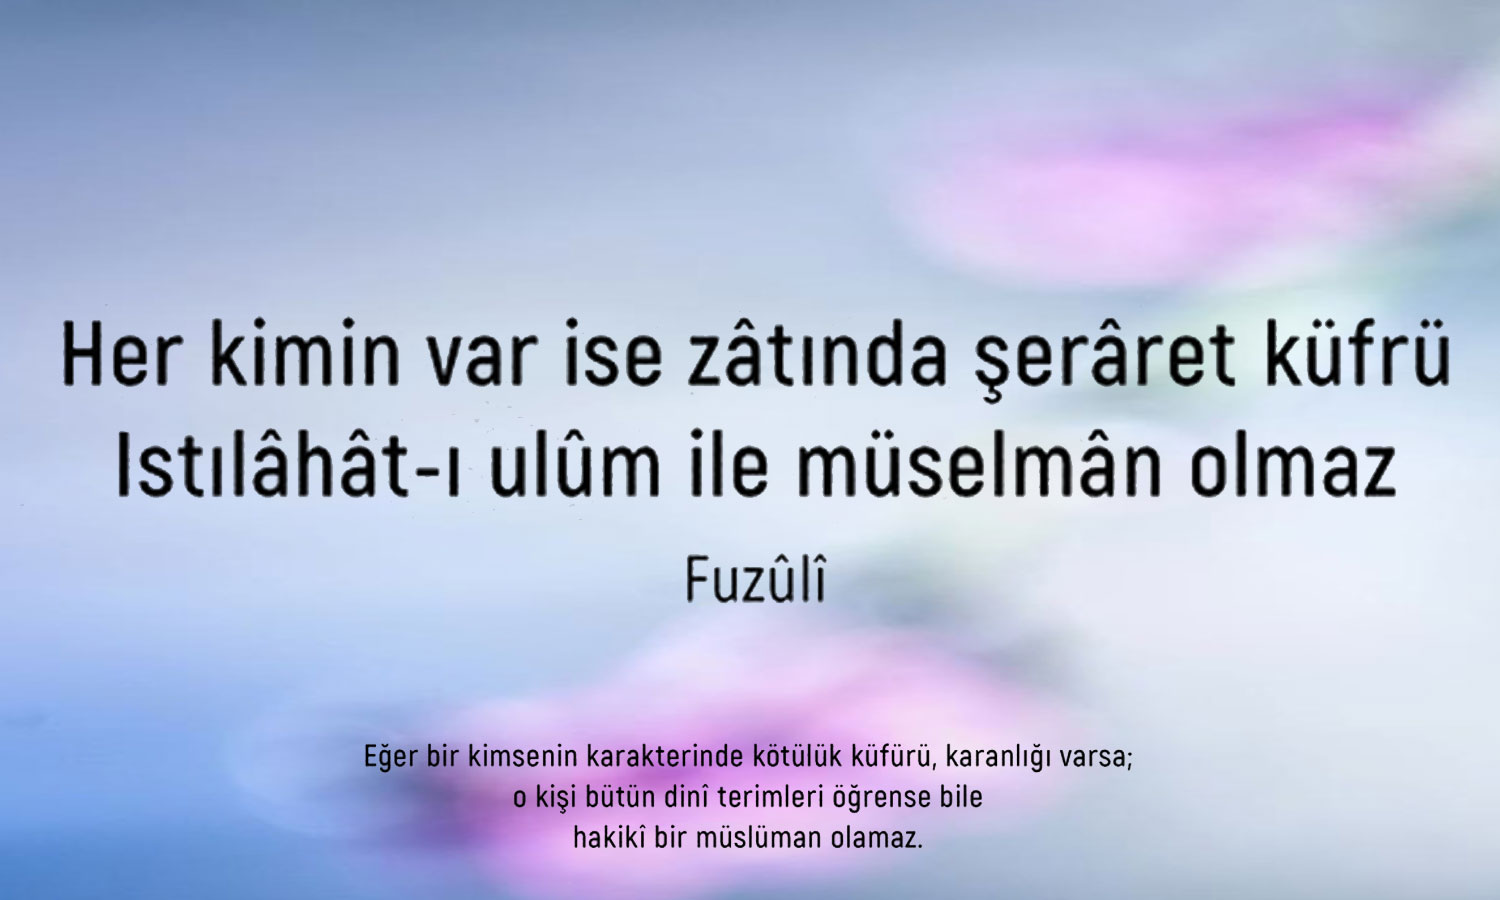 Her kimin var ise zâtında şerâret küfrü
Istılâhât-ı ulûm ile müselmân olmaz
Fuzûlî
Eğer bir kimsenin karakterinde kötülük küfürü, karanlığı varsa;
o kişi bütün dinî terimleri öğrense bile
hakikî bir müslüman olamaz.